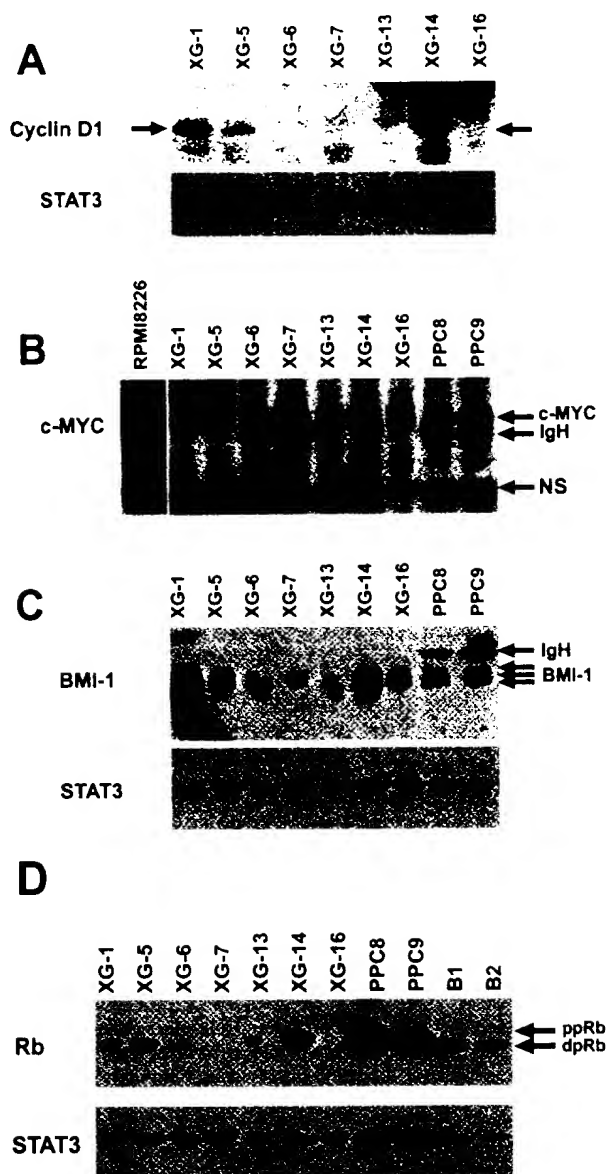 A
XG-1 XG-5 XG-6 XG-7 XG-13 XG-14 XG-16
Cyclin D1
STAT3
B
RPMI8226 XG-1 XG-5 XG-6 XG-7 XG-13 XG-14 XG-16 PPC8 PPC9
c-MYC
c-MYC
IgH
NS
C
XG-1 XG-5 XG-6 XG-7 XG-13 XG-14 XG-16 PPC8 PPC9
BMI-1
IgH
BMI-1
STAT3
D
XG-1 XG-5 XG-6 XG-7 XG-13 XG-14 XG-16 PPC8 PPC9 B1 B2
Rb
ppRb
dpRb
STAT3